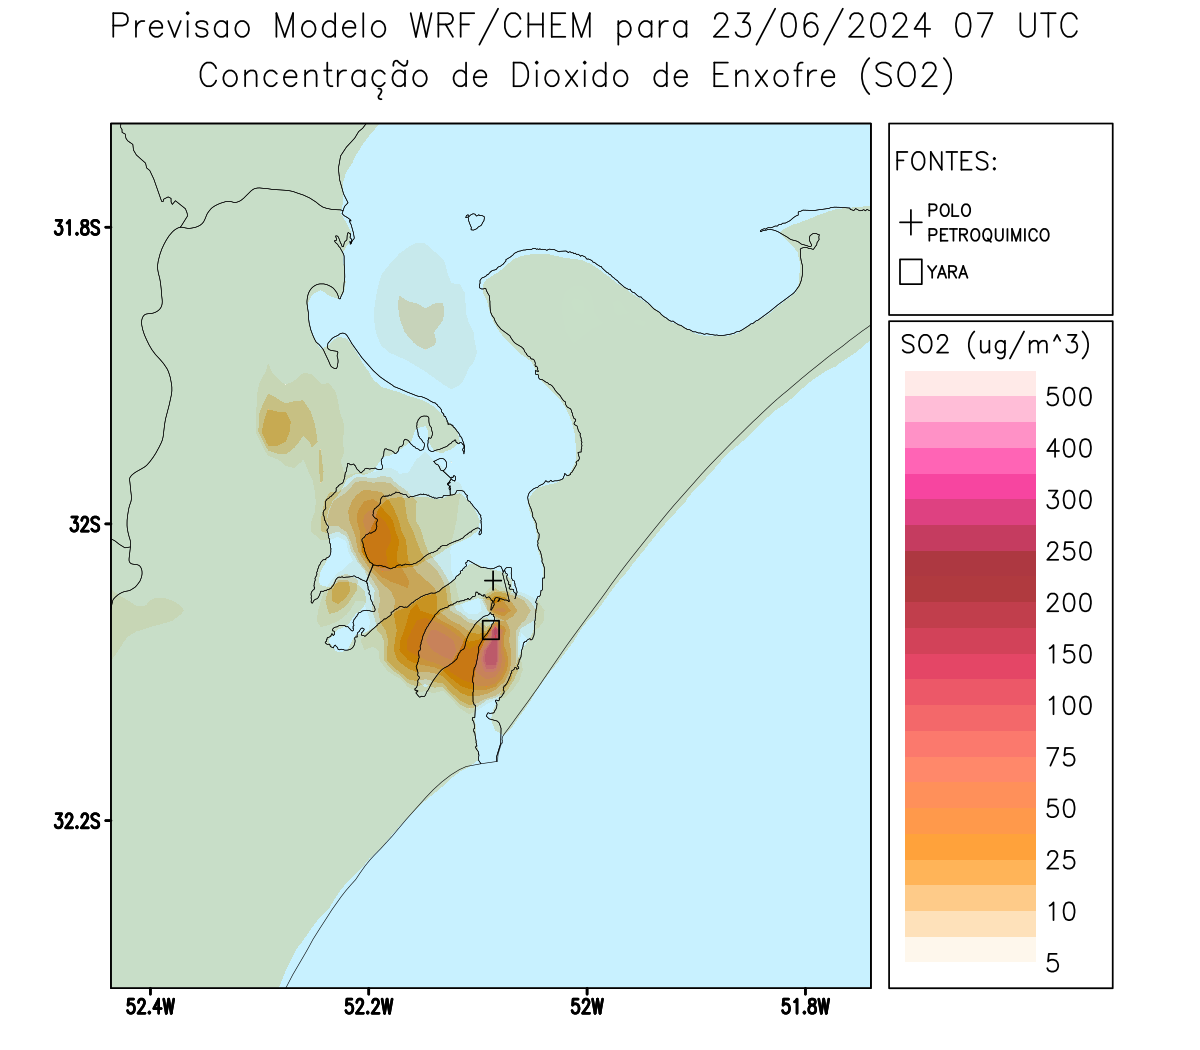 Previsao Modelo WRF/CHEM para 23/06/2024 07 UTC
Concentração de Dioxido de Enxofre (SO2)
FONTES:
POLO
PETROQUIMICO
YARA
SO2 (ug/m^3)
500
400
300
250
200
150
100
75
50
25
10
5
31.8S
32S
32.2S
52.4W
52.2W
52W
51.8W